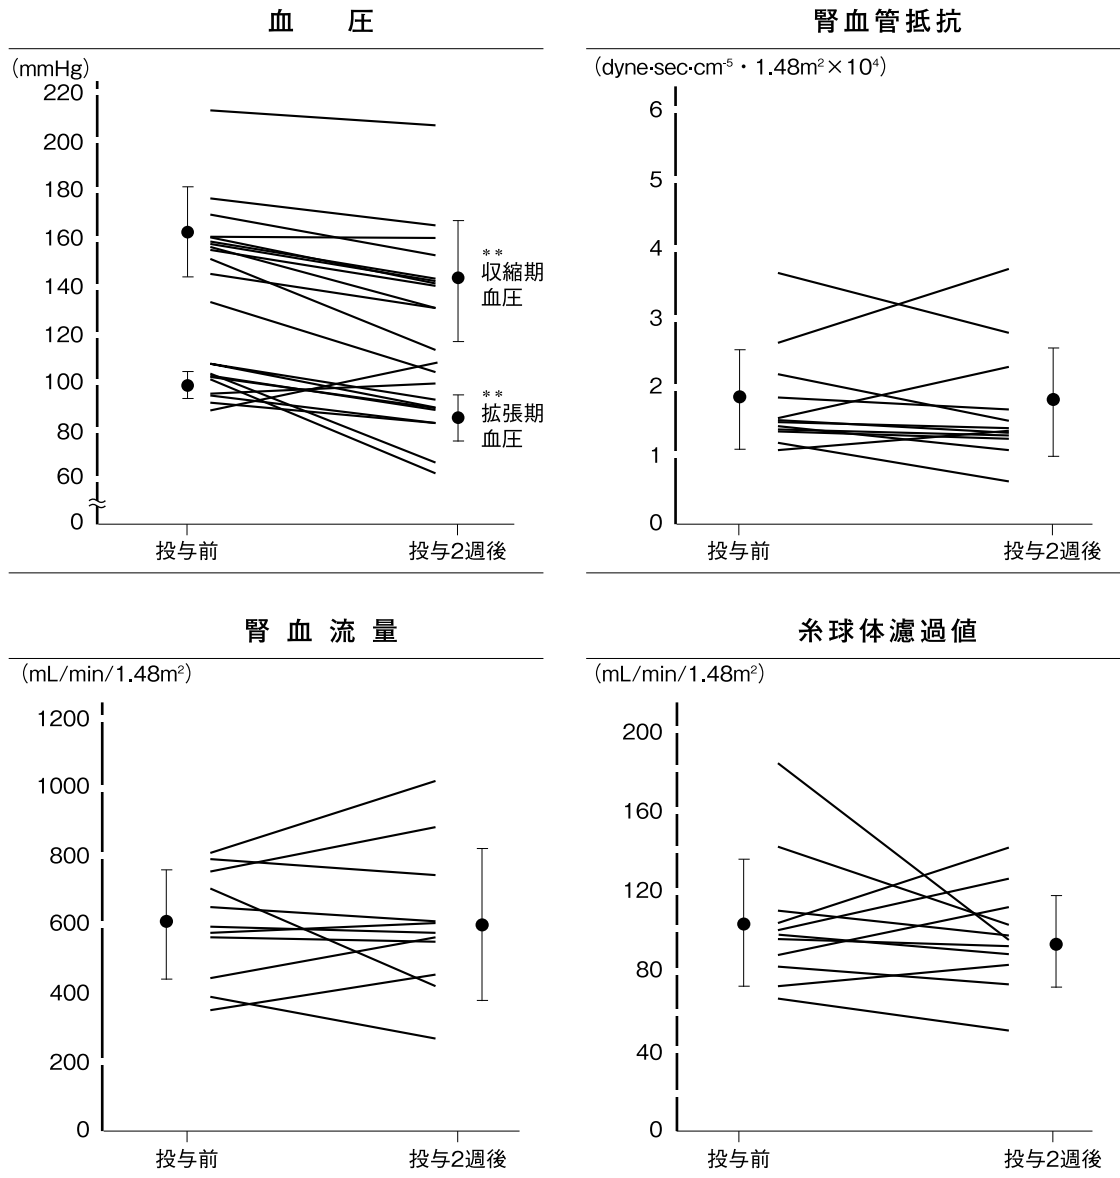 血 圧
(mmHg)
220
200
180
160
140
120
100
80
60
0
**
収縮期
血圧
**
拡張期
血圧
投与前 投与2週後
腎血管抵抗
(dyne·sec·cm⁻⁵・1.48m²×10⁴)
6
5
4
3
2
1
0
投与前 投与2週後
腎血流量
(mL/min/1.48m²)
1200
1000
800
600
400
200
0
投与前 投与2週後
糸球体濾過値
(mL/min/1.48m²)
200
160
120
80
40
0
投与前 投与2週後